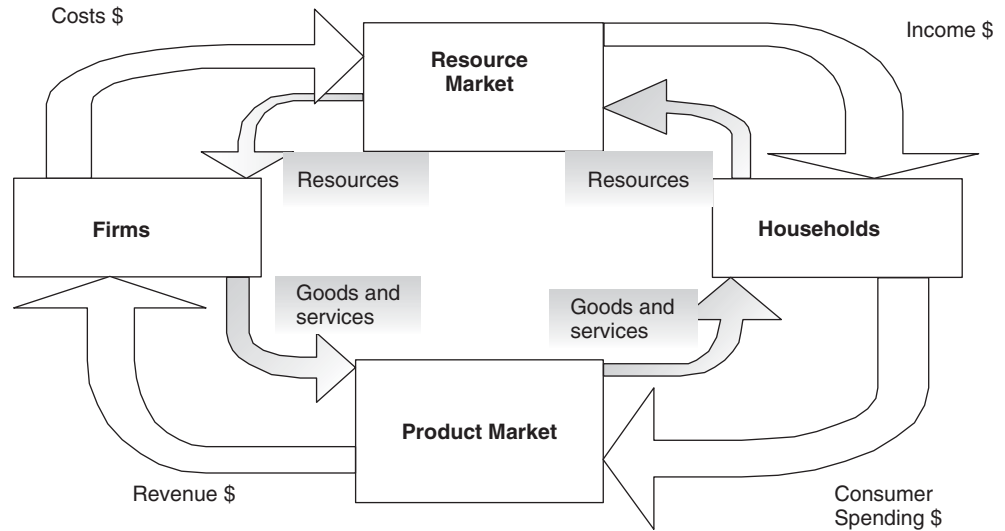 Costs $
Income $
Resource
Market
Resources
Resources
Firms
Households
Goods and
services
Goods and
services
Product Market
Revenue $
Consumer
Spending $